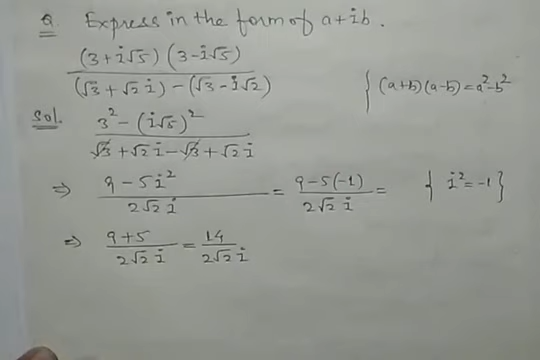 Q. Express in the form of a+ib.
(3+i√5) (3-i√5) / (√3+√2 i) - (√3-i√2) { (a+b)(a-b) = a²-b²
Sol. 3² - (i√5)² / √3+√2 i-√3+√2 i
⇒ 9-5i² / 2√2 i = 9-5(-1) / 2√2 i = { i² = -1 }
⇒ 9+5 / 2√2 i = 14 / 2√2 i